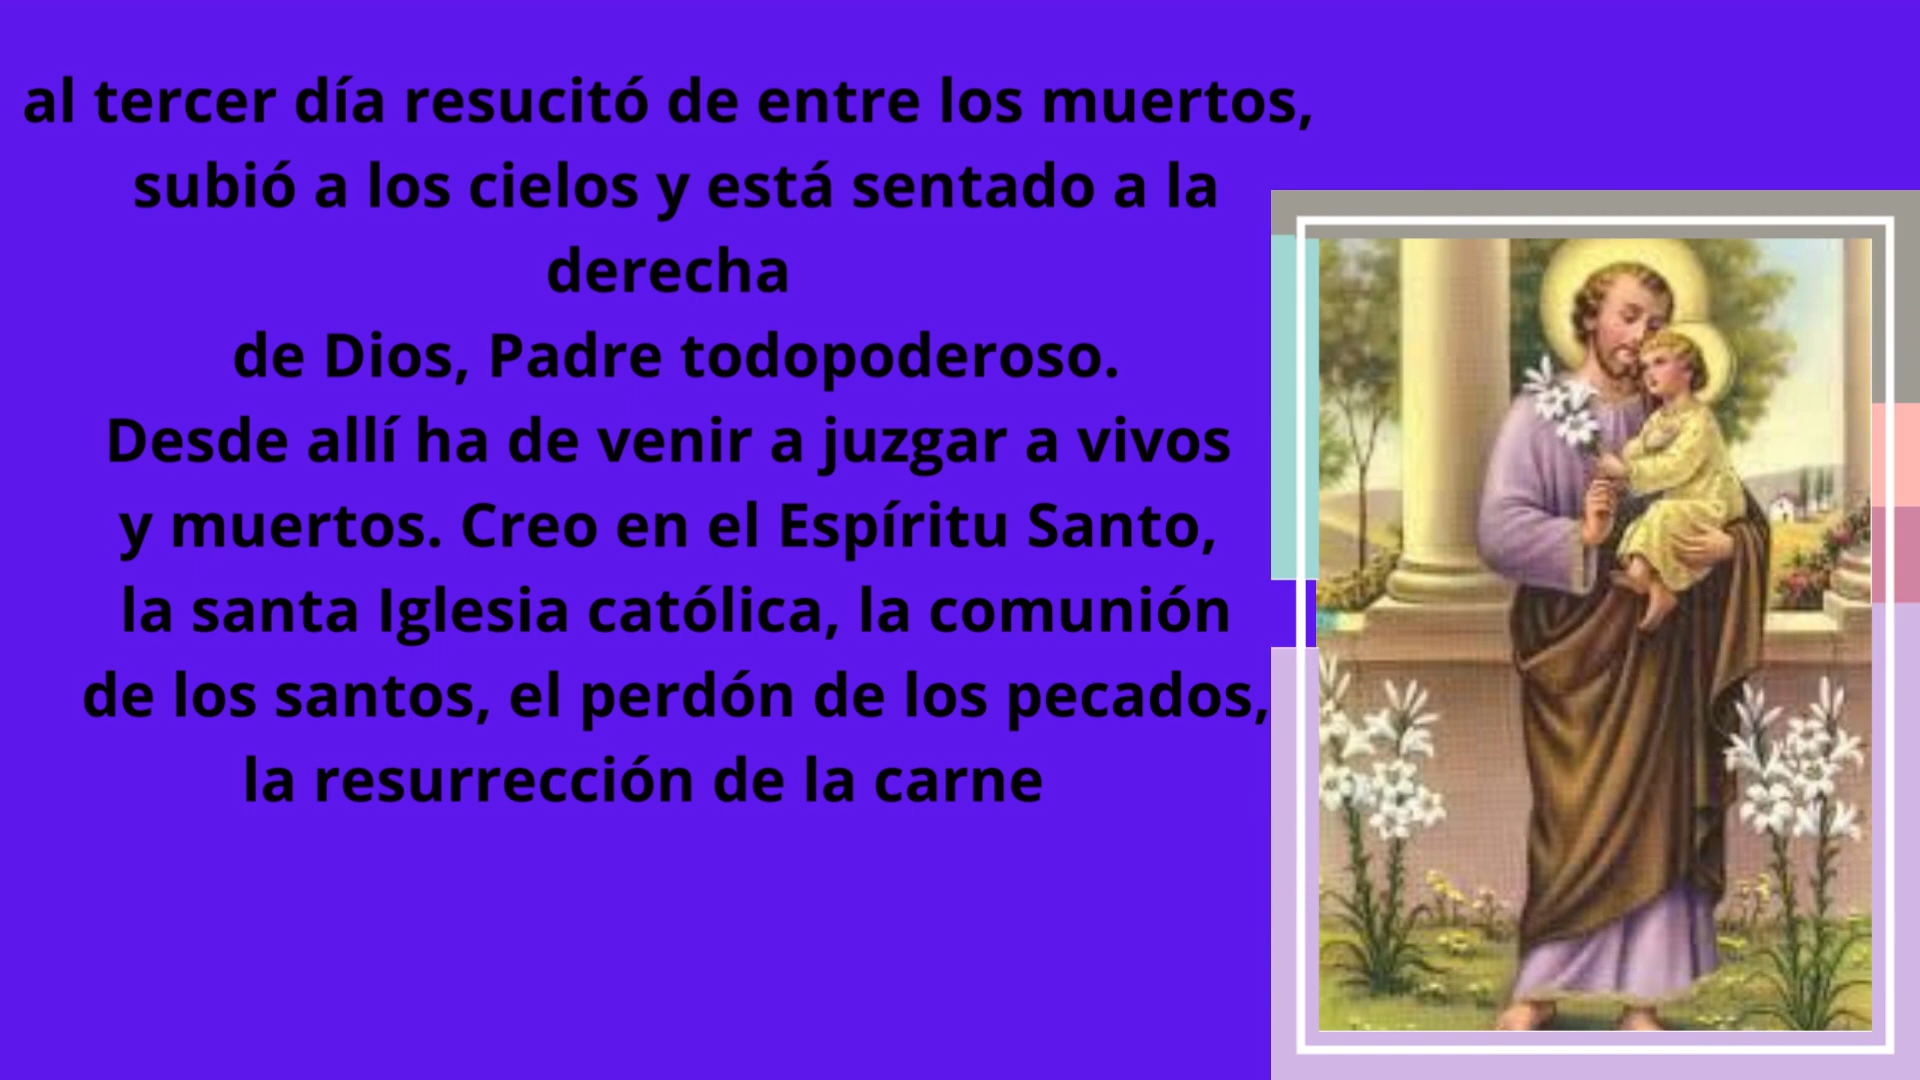 al tercer día resucitó de entre los muertos,
subió a los cielos y está sentado a la
derecha
de Dios, Padre todopoderoso.
Desde allí ha de venir a juzgar a vivos
y muertos. Creo en el Espíritu Santo,
la santa Iglesia católica, la comunión
de los santos, el perdón de los pecados,
la resurrección de la carne